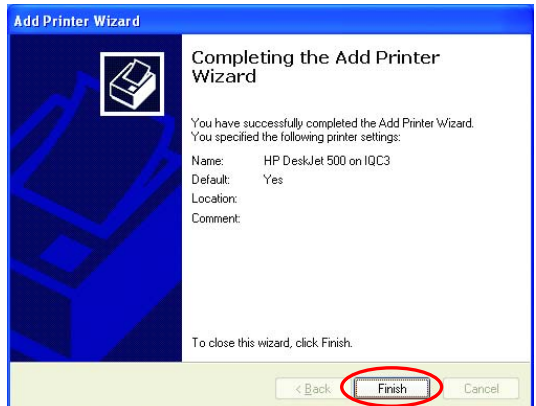 Add Printer Wizard
Completing the Add Printer
Wizard
You have successfully completed the Add Printer Wizard.
You specified the following printer settings:
Name: HP DeskJet 500 on IQC3
Default: Yes
Location:
Comment:
To close this wizard, click Finish.
< Back Finish Cancel